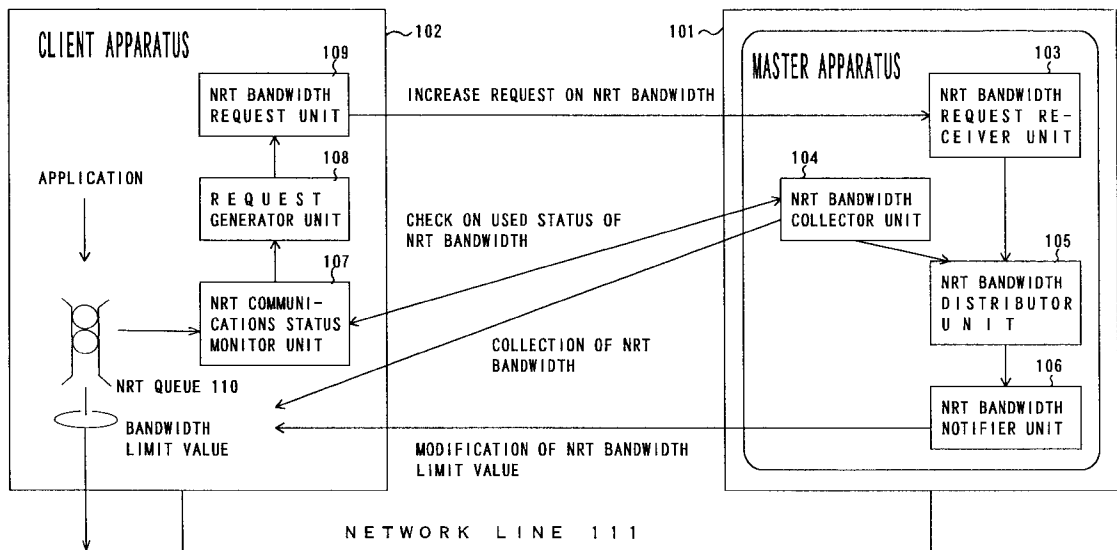 CLIENT APPARATUS
102
109
NRT BANDWIDTH
REQUEST UNIT
108
REQUEST
GENERATOR UNIT
107
NRT COMMUNI-
CATIONS STATUS
MONITOR UNIT
APPLICATION
NRT QUEUE 110
BANDWIDTH
LIMIT VALUE
INCREASE REQUEST ON NRT BANDWIDTH
CHECK ON USED STATUS OF
NRT BANDWIDTH
COLLECTION OF NRT
BANDWIDTH
MODIFICATION OF NRT BANDWIDTH
LIMIT VALUE
101
MASTER APPARATUS
103
NRT BANDWIDTH
REQUEST RE-
CEIVER UNIT
104
NRT BANDWIDTH
COLLECTOR UNIT
105
NRT BANDWIDTH
DISTRIBUTOR
UNIT
106
NRT BANDWIDTH
NOTIFIER UNIT
NETWORK LINE 111